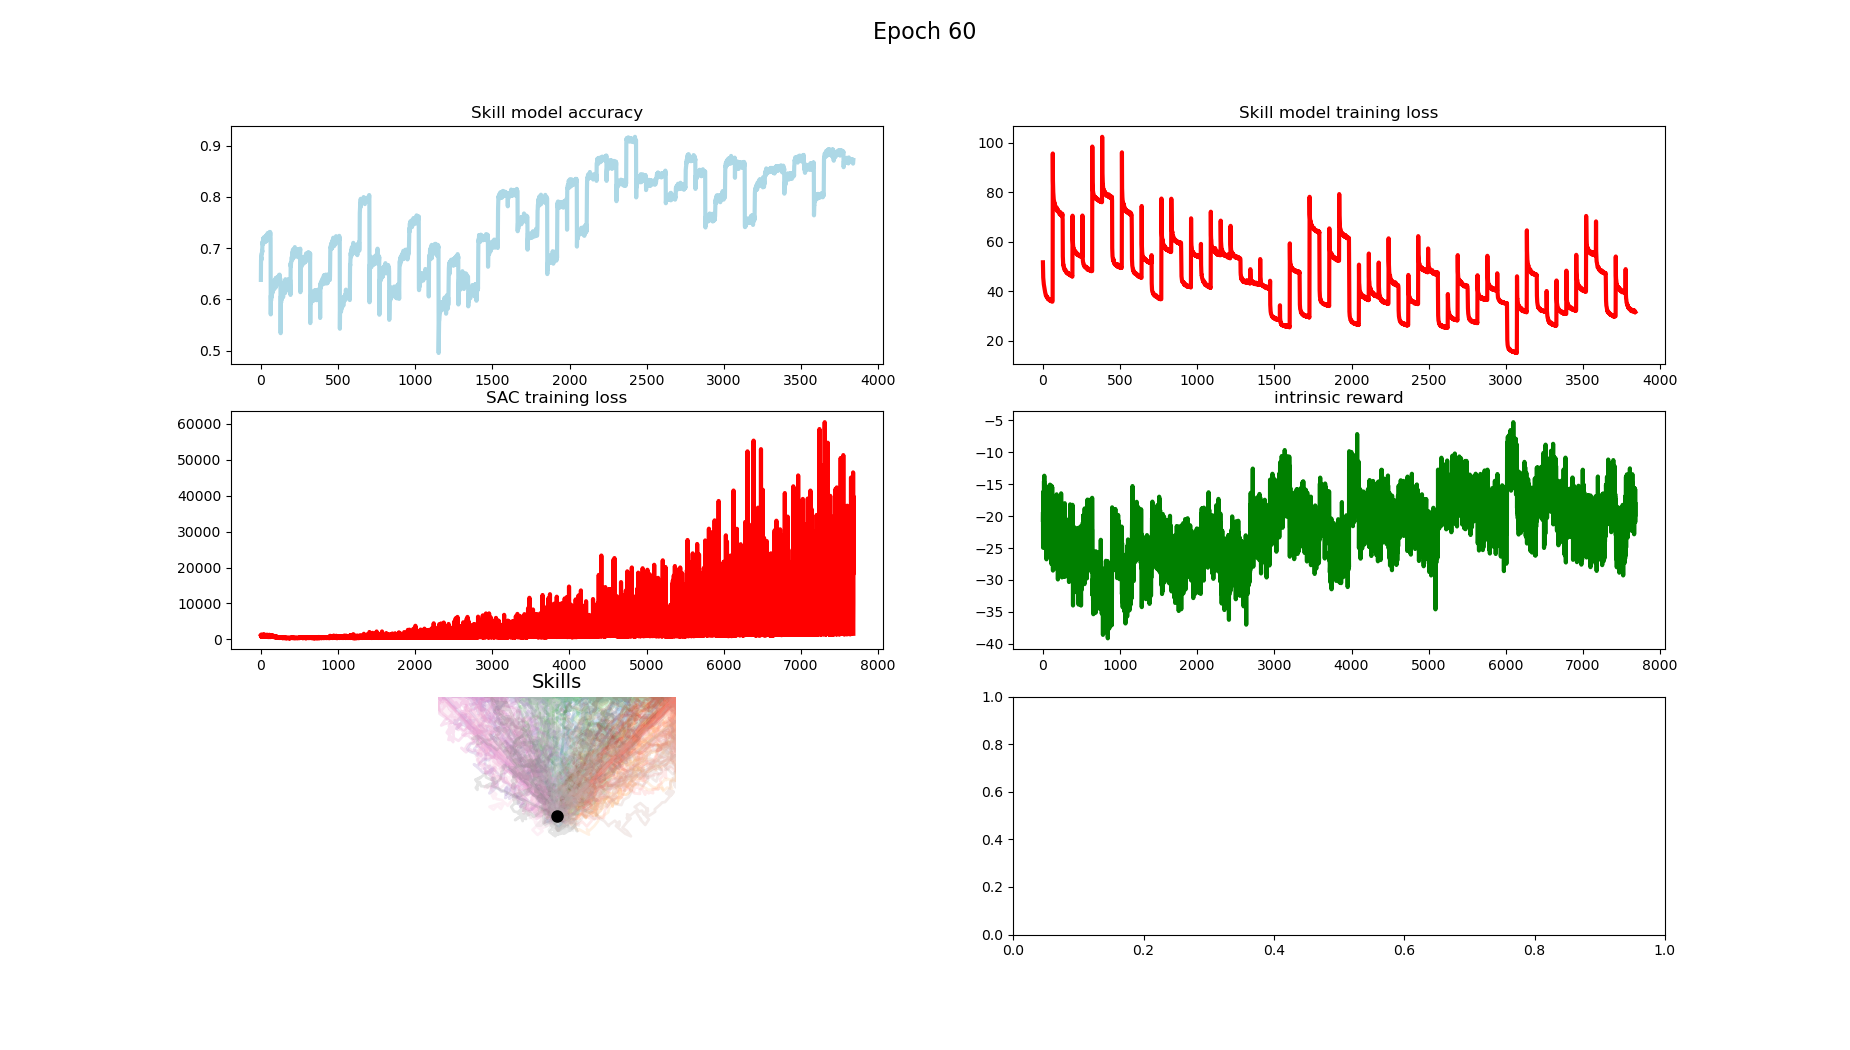 Epoch 60
Skill model accuracy
0.9
0.8
0.7
0.6
0.5
0 500 1000 1500 2000 2500 3000 3500 4000
Skill model training loss
100
80
60
40
20
0 500 1000 1500 2000 2500 3000 3500 4000
SAC training loss
60000
50000
40000
30000
20000
10000
0
0 1000 2000 3000 4000 5000 6000 7000 8000
intrinsic reward
−5
−10
−15
−20
−25
−30
−35
−40
0 1000 2000 3000 4000 5000 6000 7000 8000
Skills
1.0
0.8
0.6
0.4
0.2
0.0
0.0 0.2 0.4 0.6 0.8 1.0